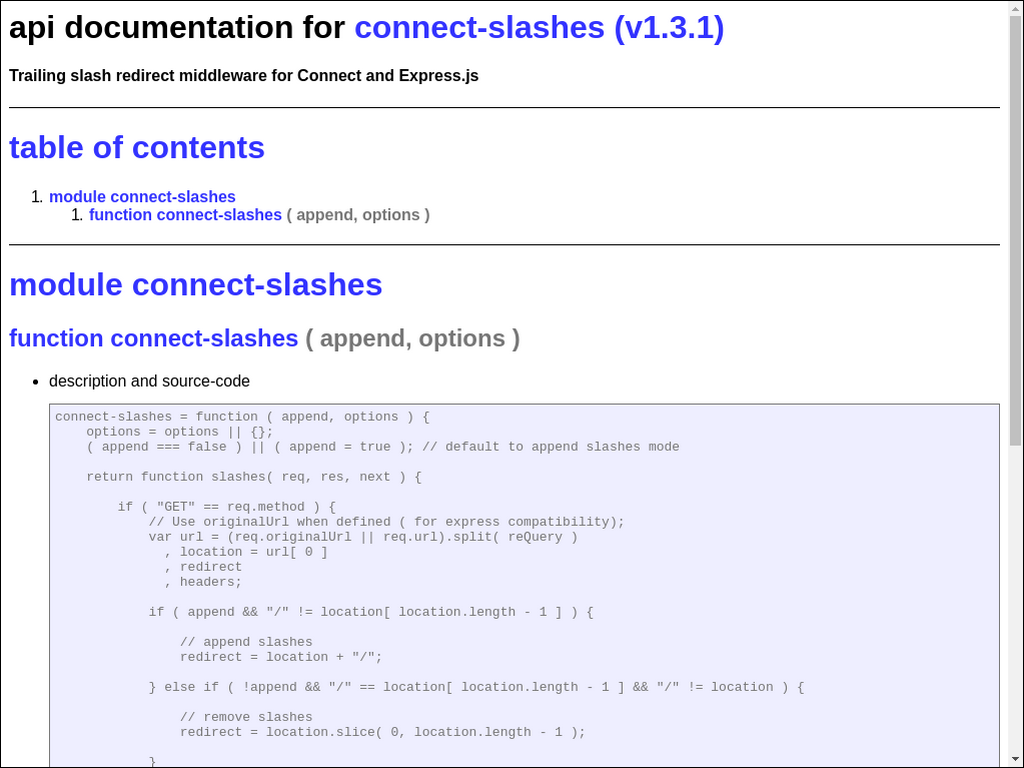 api documentation for connect-slashes (v1.3.1)
Trailing slash redirect middleware for Connect and Express.js
table of contents
1. module connect-slashes
1. function connect-slashes ( append, options )
module connect-slashes
function connect-slashes ( append, options )
• description and source-code
connect-slashes = function ( append, options ) {
    options = options || {};
    ( append === false ) || ( append = true ); // default to append slashes mode

    return function slashes( req, res, next ) {

        if ( "GET" == req.method ) {
            // Use originalUrl when defined ( for express compatibility);
            var url = (req.originalUrl || req.url).split( reQuery )
              , location = url[ 0 ]
              , redirect
              , headers;

            if ( append && "/" != location[ location.length - 1 ] ) {

                // append slashes
                redirect = location + "/";

            } else if ( !append && "/" == location[ location.length - 1 ] && "/" != location ) {

                // remove slashes
                redirect = location.slice( 0, location.length - 1 );

            }